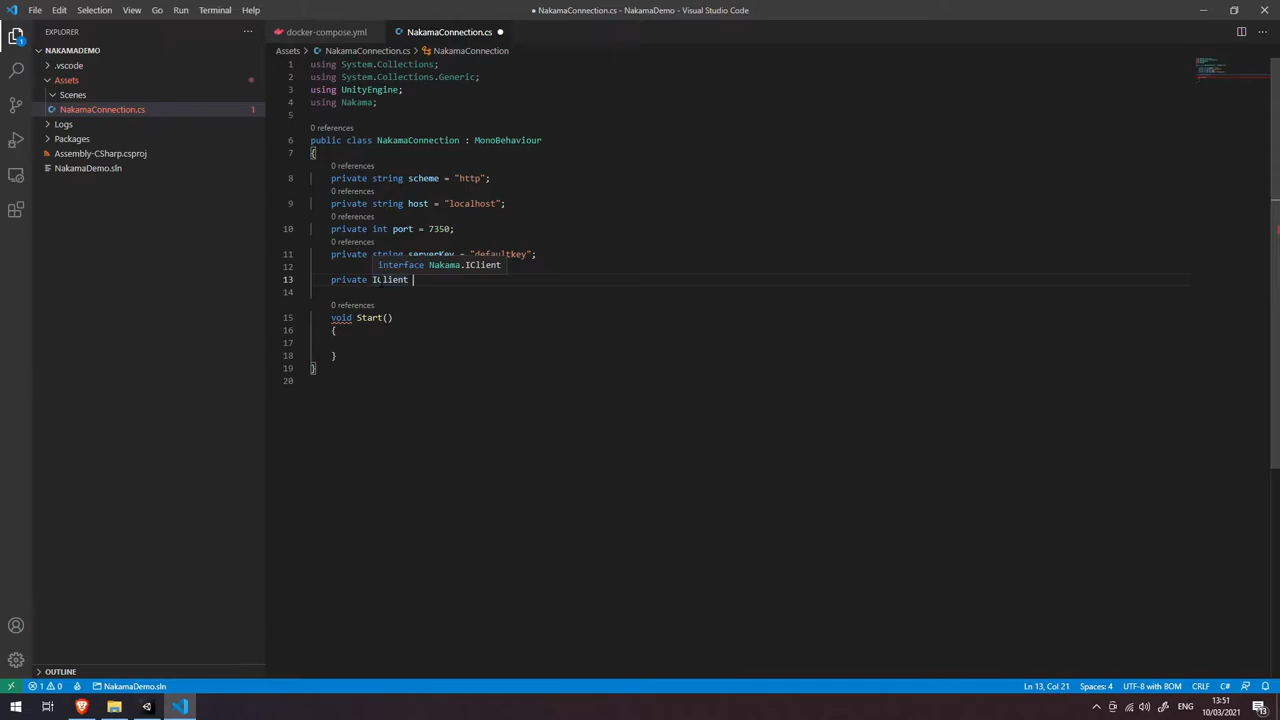 File Edit Selection View Go Run Terminal Help
● NakamaConnection.cs - NakamaDemo - Visual Studio Code
EXPLORER
NAKAMADEMO
.vscode
Assets
Scenes
NakamaConnection.cs 1
Logs
Packages
Assembly-CSharp.csproj
NakamaDemo.sln
OUTLINE
docker-compose.yml
NakamaConnection.cs
Assets > NakamaConnection.cs > NakamaConnection
1 using System.Collections;
2 using System.Collections.Generic;
3 using UnityEngine;
4 using Nakama;
5
0 references
6 public class NakamaConnection : MonoBehaviour
7 {
0 references
8 private string scheme = "http";
0 references
9 private string host = "localhost";
0 references
10 private int port = 7350;
0 references
11 private string serverKey = "defaultkey";
interface Nakama.IClient
12
13 private IClient
14
0 references
15 void Start()
16 {
17
18 }
19 }
20
1 0
NakamaDemo.sln
Ln 13, Col 21 Spaces: 4 UTF-8 with BOM CRLF C#
1
ENG
13:51
10/03/2021